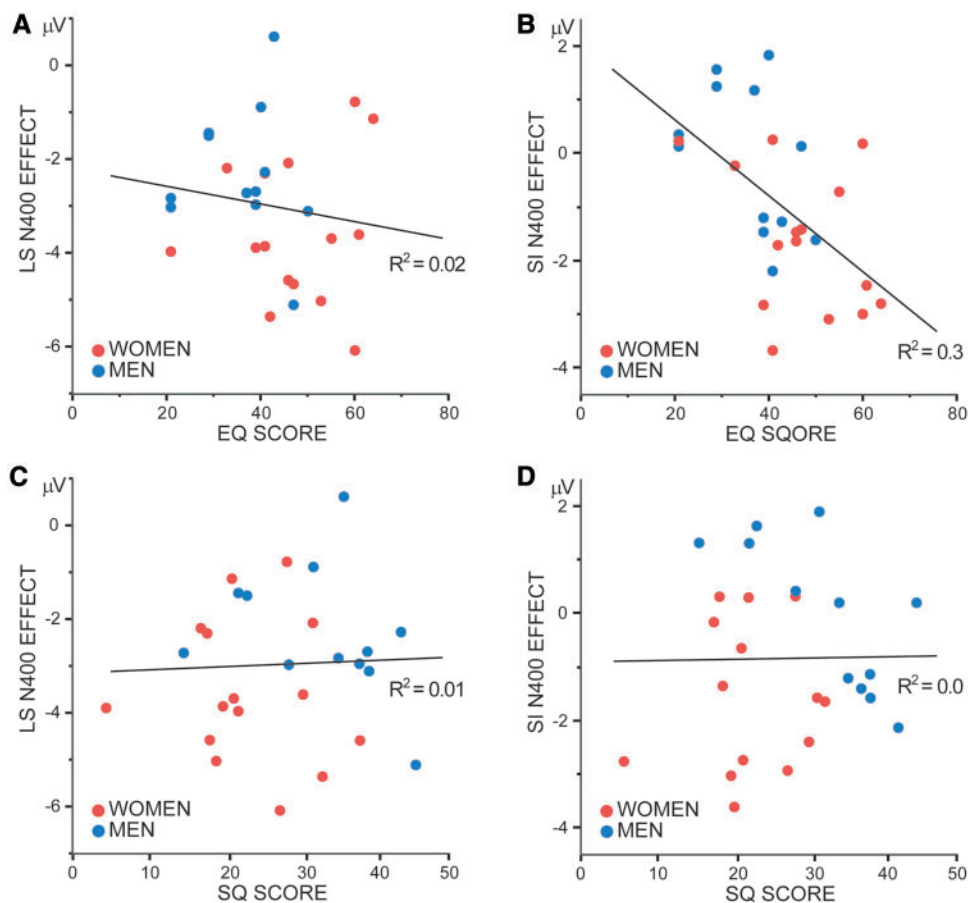 A
μV
0
-2
-4
-6
LS N400 EFFECT
R² = 0.02
WOMEN
MEN
0 20 40 60 80
EQ SCORE
B
μV
2
0
-2
-4
SI N400 EFFECT
R² = 0.3
WOMEN
MEN
0 20 40 60 80
EQ SQORE
C
μV
0
-2
-4
-6
LS N400 EFFECT
R² = 0.01
WOMEN
MEN
0 10 20 30 40 50
SQ SCORE
D
μV
2
0
-2
-4
SI N400 EFFECT
R² = 0.0
WOMEN
MEN
0 10 20 30 40 50
SQ SCORE